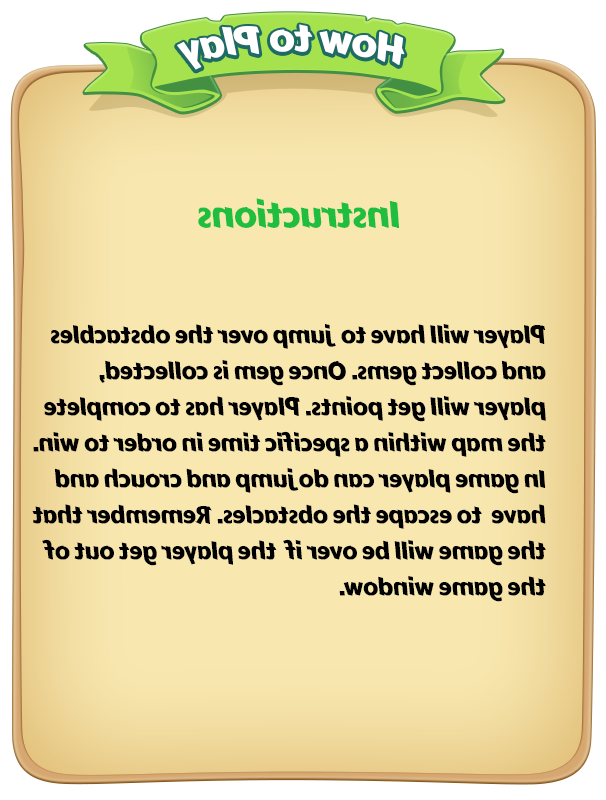 How to Play
Instructions
Player will have to jump over the obstacbles
and collect gems. Once gem is collected,
player will get points. Player has to complete
the map within a specific time in order to win.
In game player can do jump and crouch and
have to escape the obstacles. Remember that
the game will be over if the player get out of
the game window.